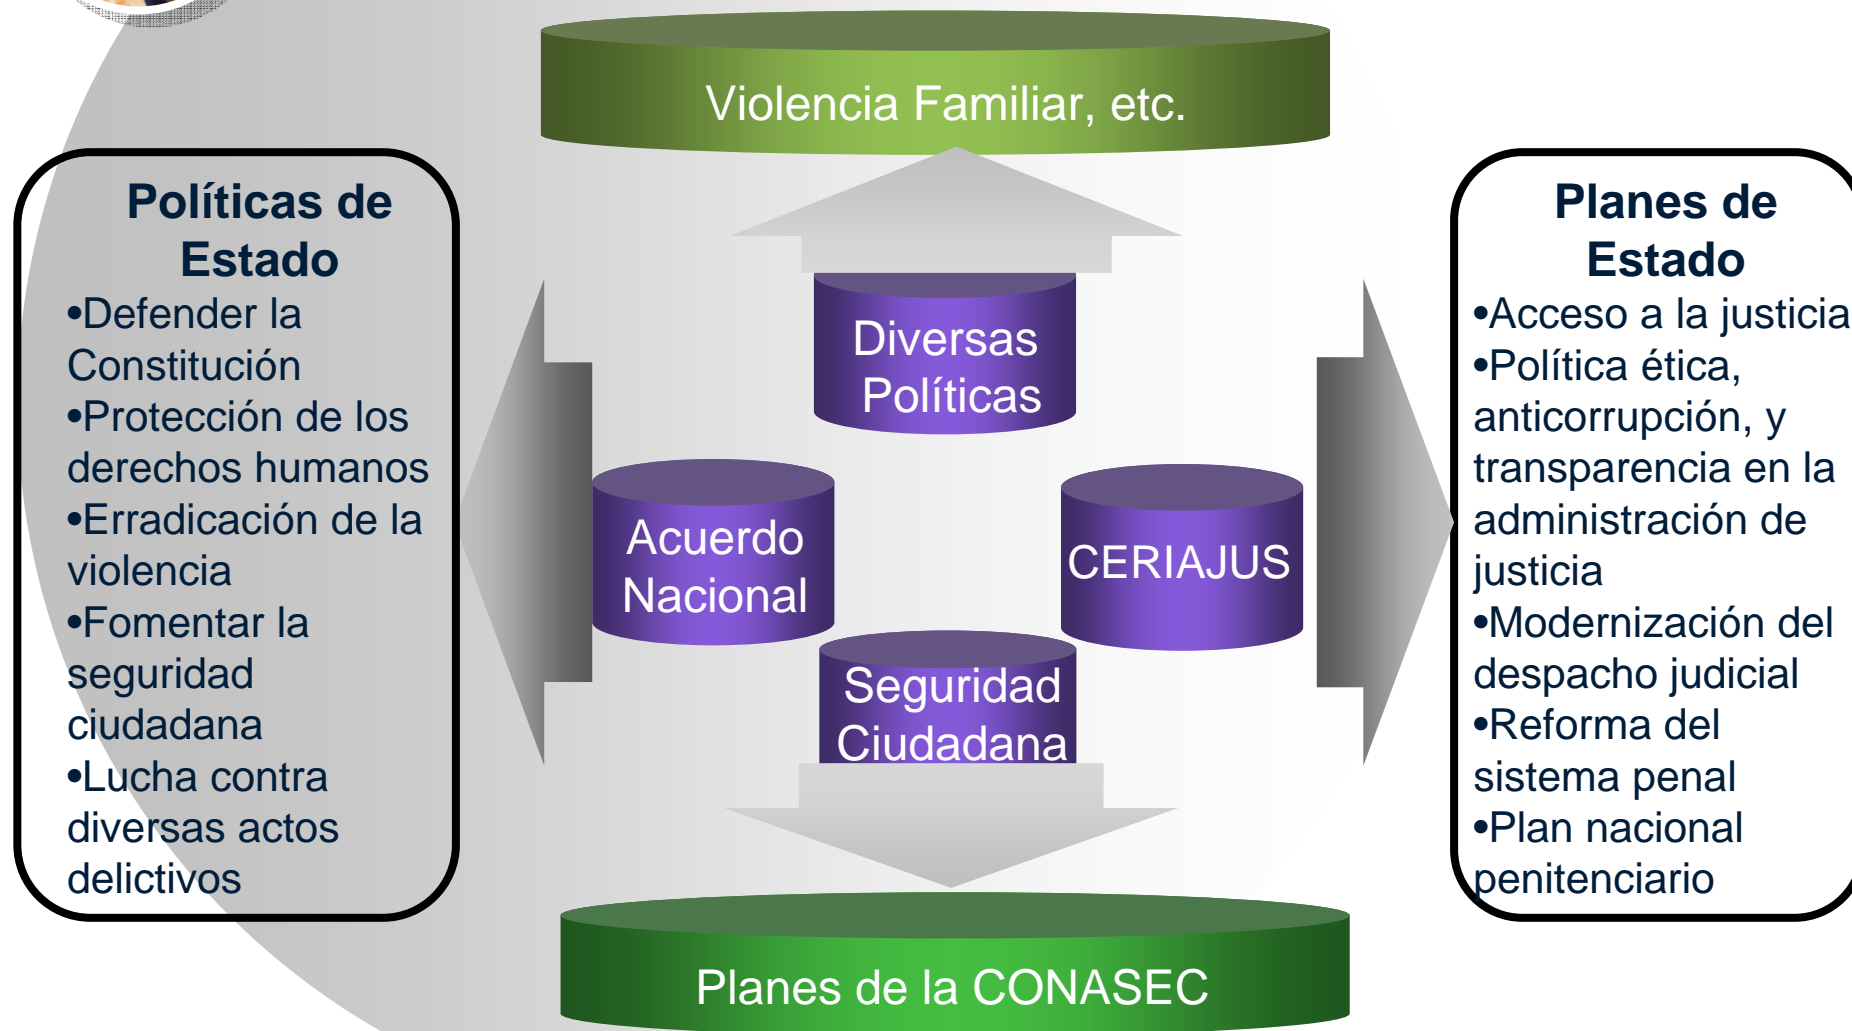 Violencia Familiar, etc.
Políticas de
Estado
•Defender la
Constitución
•Protección de los
derechos humanos
•Erradicación de la
violencia
•Fomentar la
seguridad
ciudadana
•Lucha contra
diversas actos
delictivos
Diversas
Políticas
Acuerdo
Nacional
CERIAJUS
Seguridad
Ciudadana
Planes de
Estado
•Acceso a la justicia
•Política ética,
anticorrupción, y
transparencia en la
administración de
justicia
•Modernización del
despacho judicial
•Reforma del
sistema penal
•Plan nacional
penitenciario
Planes de la CONASEC